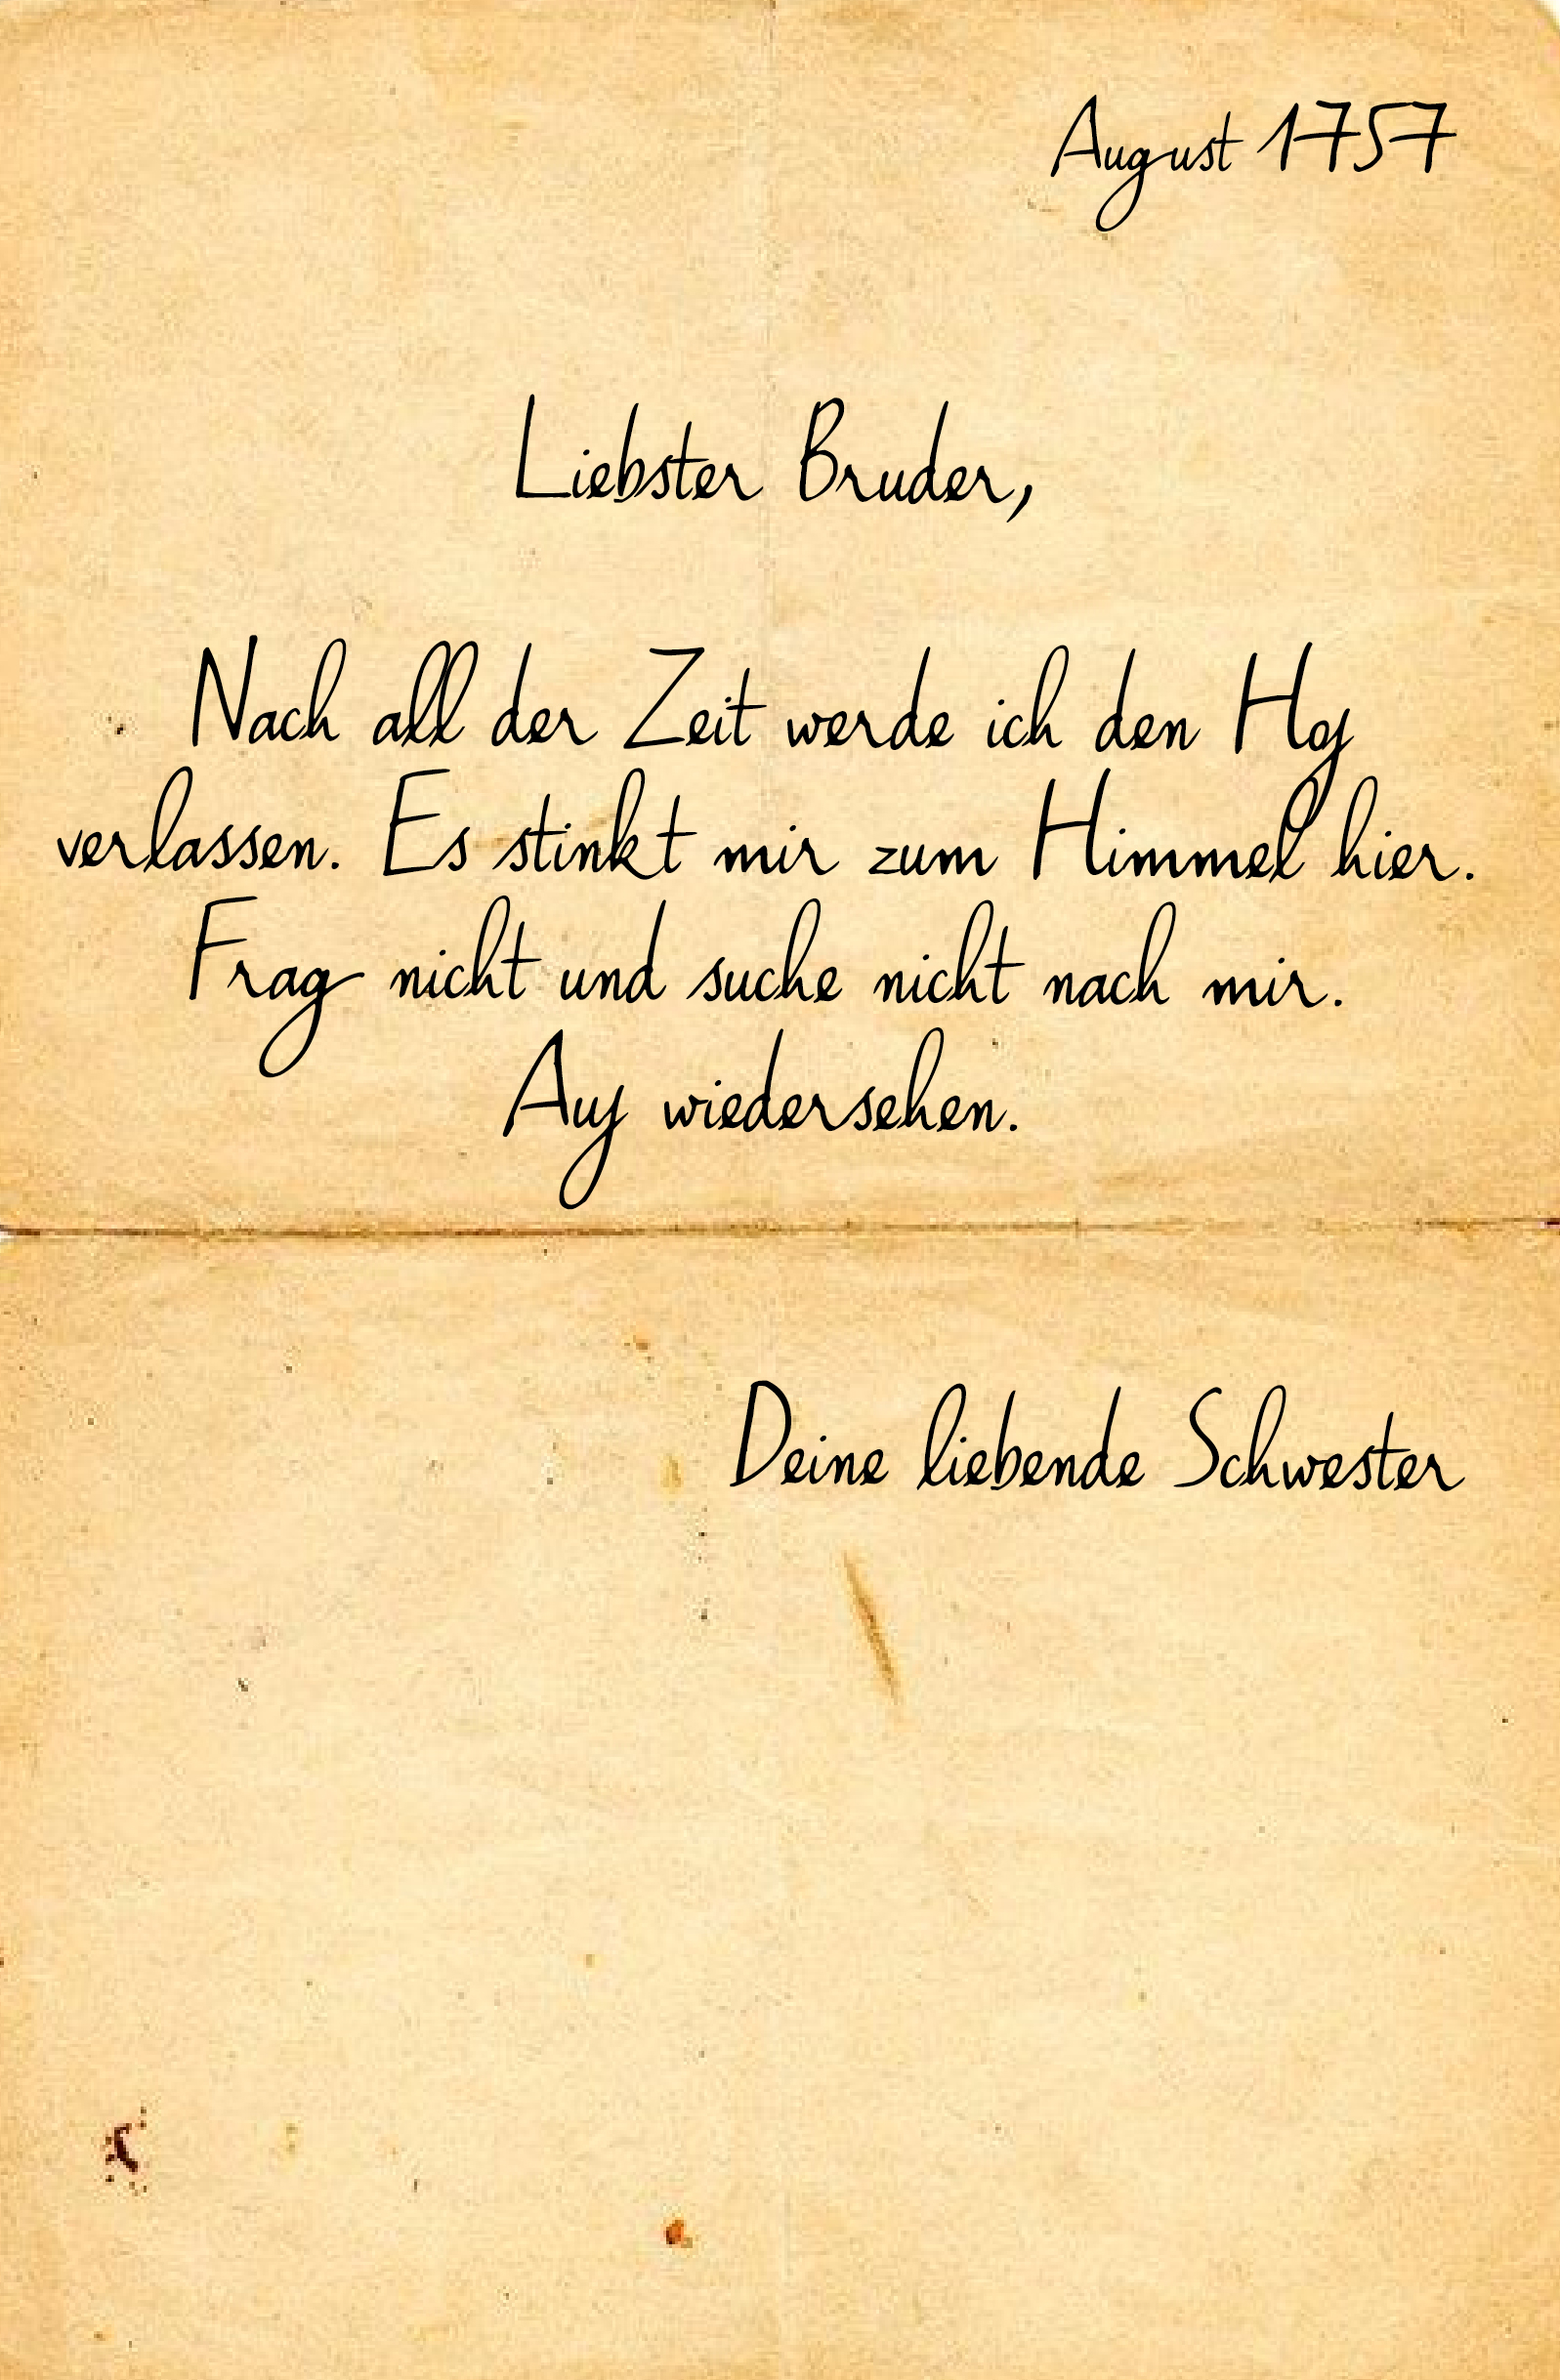 August 1757
Liebster Bruder,
Nach all der Zeit werde ich den Hof
verlassen. Es stinkt mir zum Himmel hier.
Frag nicht und suche nicht nach mir.
Auf wiedersehen.
Deine liebende Schwester